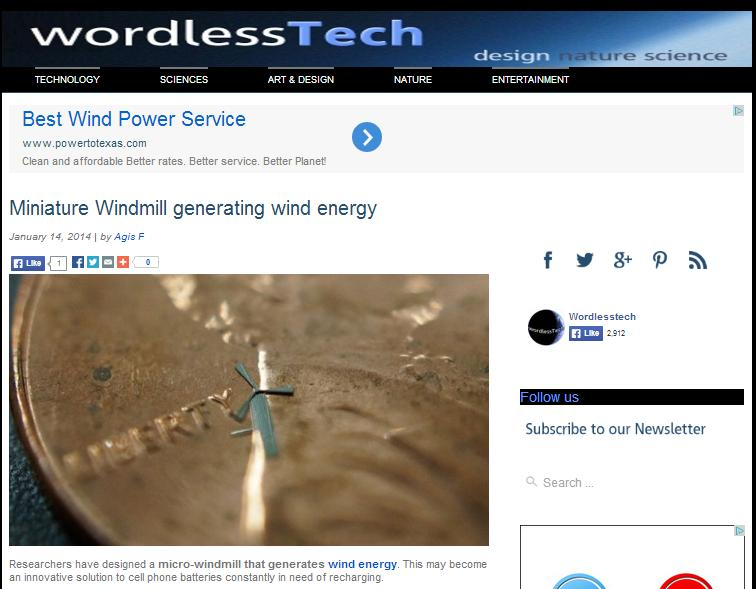 wordlessTech
design nature science
TECHNOLOGY SCIENCES ART & DESIGN NATURE ENTERTAINMENT
Best Wind Power Service
www.powertotexas.com
Clean and affordable Better rates. Better service. Better Planet!
Miniature Windmill generating wind energy
January 14, 2014 | by Agis F
Like 1 0
LIBERTY
Researchers have designed a micro-windmill that generates wind energy. This may become
an innovative solution to cell phone batteries constantly in need of recharging.
g+
wordlessTech
Wordlesstech
Like 2,912
Follow us
Subscribe to our Newsletter
Search ...